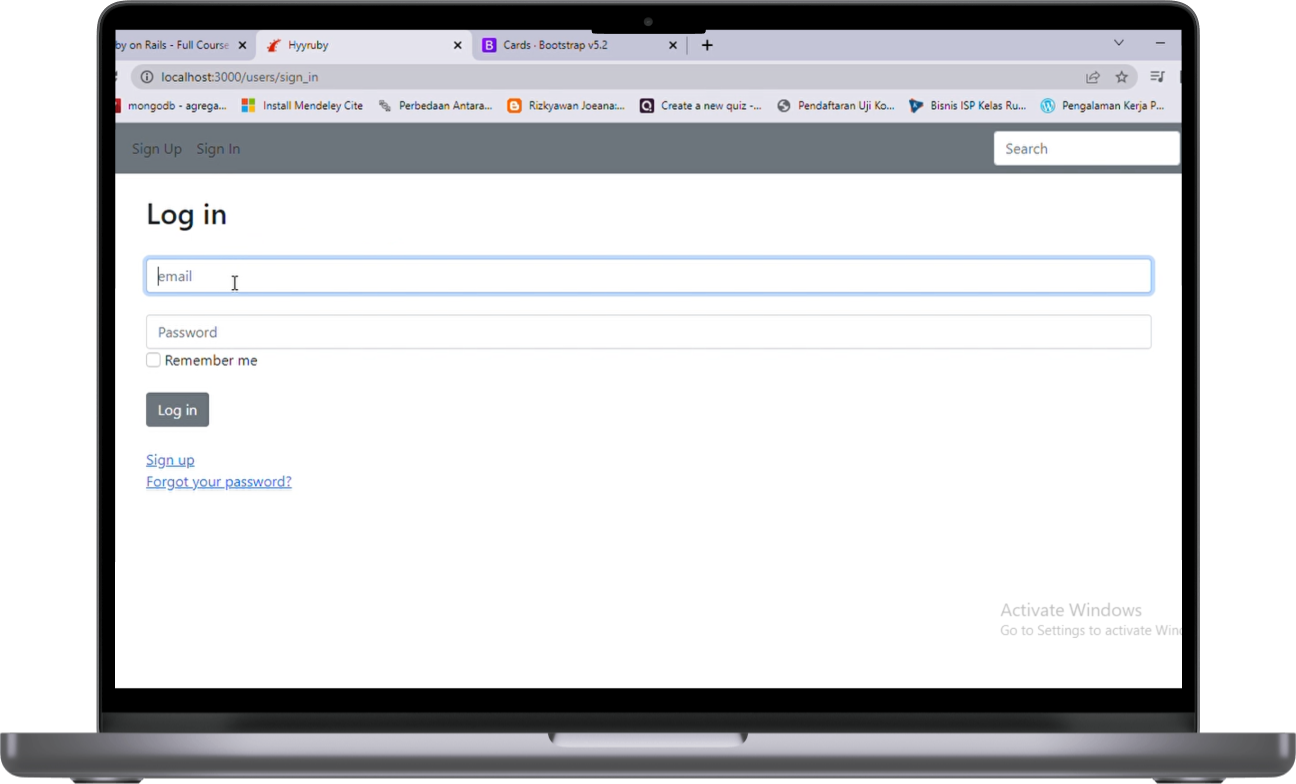 by on Rails - Full Course
Hyyruby
Cards · Bootstrap v5.2
localhost:3000/users/sign_in
mongodb - agrega...
Install Mendeley Cite
Perbedaan Antara...
Rizkyawan Joeana:...
Create a new quiz -...
Pendaftaran Uji Ko...
Bisnis ISP Kelas Ru...
Pengalaman Kerja P...
Sign Up Sign In
Search
Log in
email
Password
Remember me
Log in
Sign up
Forgot your password?
Activate Windows
Go to Settings to activate Win